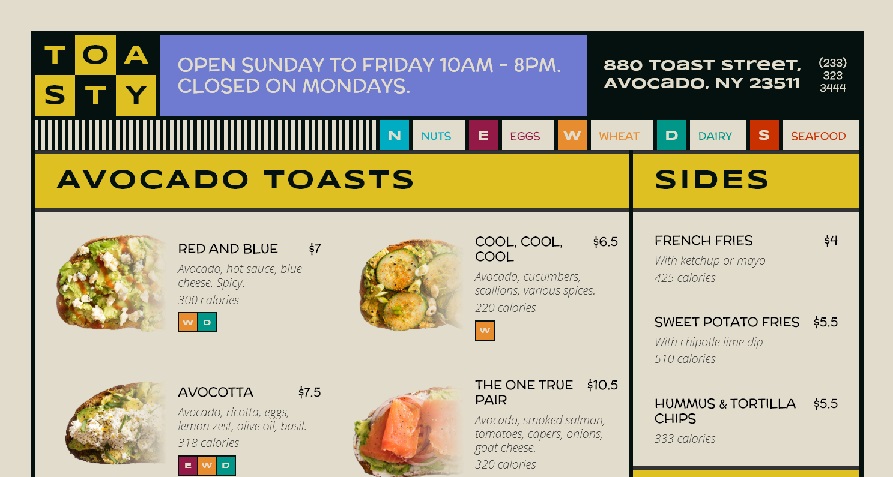 TOA
STY
OPEN SUNDAY TO FRIDAY 10AM - 8PM.
CLOSED ON MONDAYS.
880 TOAST STREET,
AVOCADO, NY 23511
(233)
323
3444
N NUTS E EGGS W WHEAT D DAIRY S SEAFOOD
AVOCADO TOASTS
RED AND BLUE $7
Avocado, hot sauce, blue
cheese. Spicy.
300 calories
W D
COOL, COOL, $6.5
COOL
Avocado, cucumbers,
scallions, various spices.
220 calories
W
AVOCOTTA $7.5
Avocado, ricotta, eggs,
lemon zest, olive oil, basil.
918 calories
E W D
THE ONE TRUE $10.5
PAIR
Avocado, smoked salmon,
tomatoes, capers, onions,
goat cheese.
320 calories
SIDES
FRENCH FRIES $4
With ketchup or mayo
425 calories
SWEET POTATO FRIES $5.5
With chipotle lime dip
510 calories
HUMMUS & TORTILLA $5.5
CHIPS
333 calories